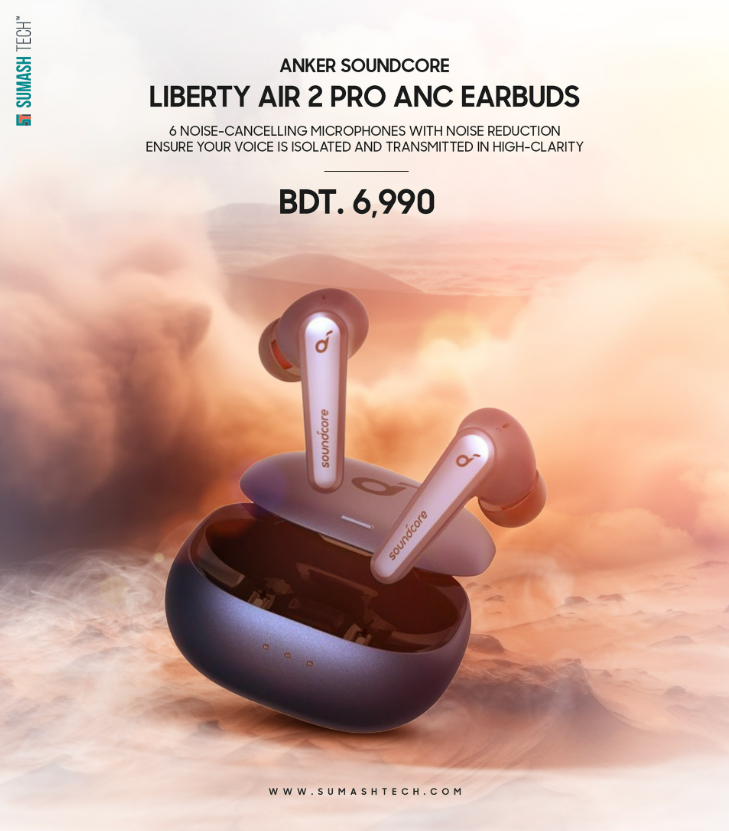 SUMASH TECH™
ANKER SOUNDCORE
LIBERTY AIR 2 PRO ANC EARBUDS
6 NOISE-CANCELLING MICROPHONES WITH NOISE REDUCTION
ENSURE YOUR VOICE IS ISOLATED AND TRANSMITTED IN HIGH-CLARITY
BDT. 6,990
soundcore
soundcore
WWW.SUMASHTECH.COM